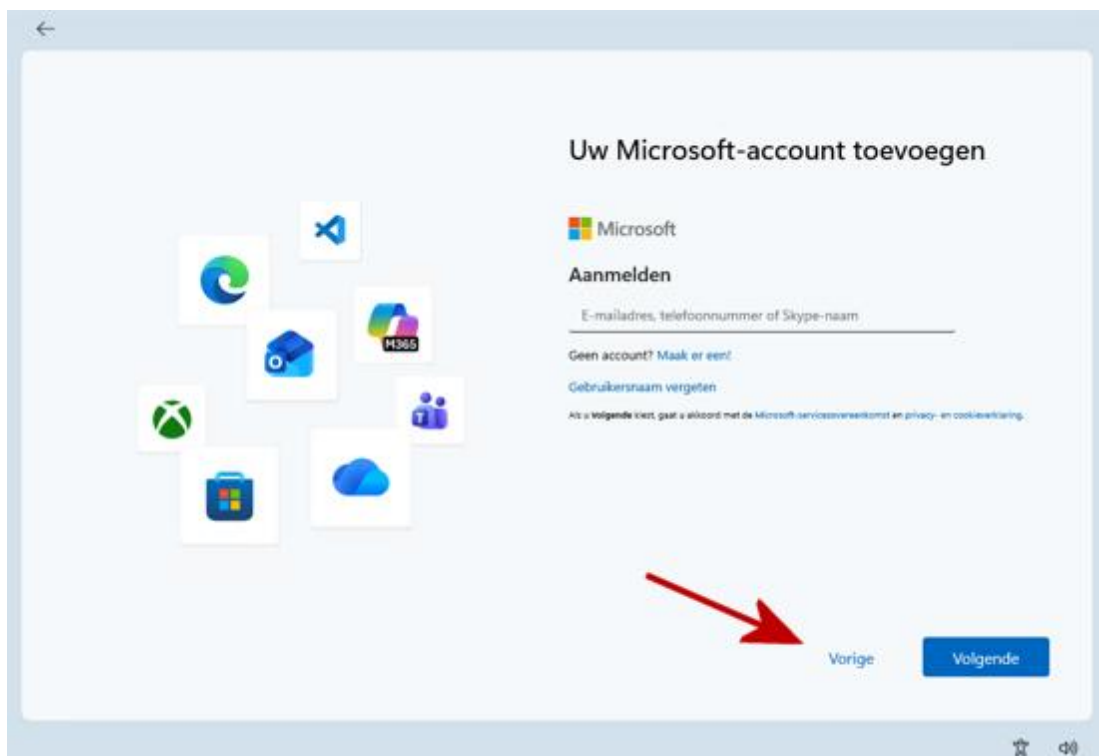 Uw Microsoft-account toevoegen
Microsoft
Aanmelden
E-mailadres, telefoonnummer of Skype-naam
Geen account? Maak er een!
Gebruikersnaam vergeten
Als u Volgende kiest, gaat u akkoord met de Microsoft-serviceovereenkomst en privacy- en cookieverklaring.
M365
T
Vorige
Volgende